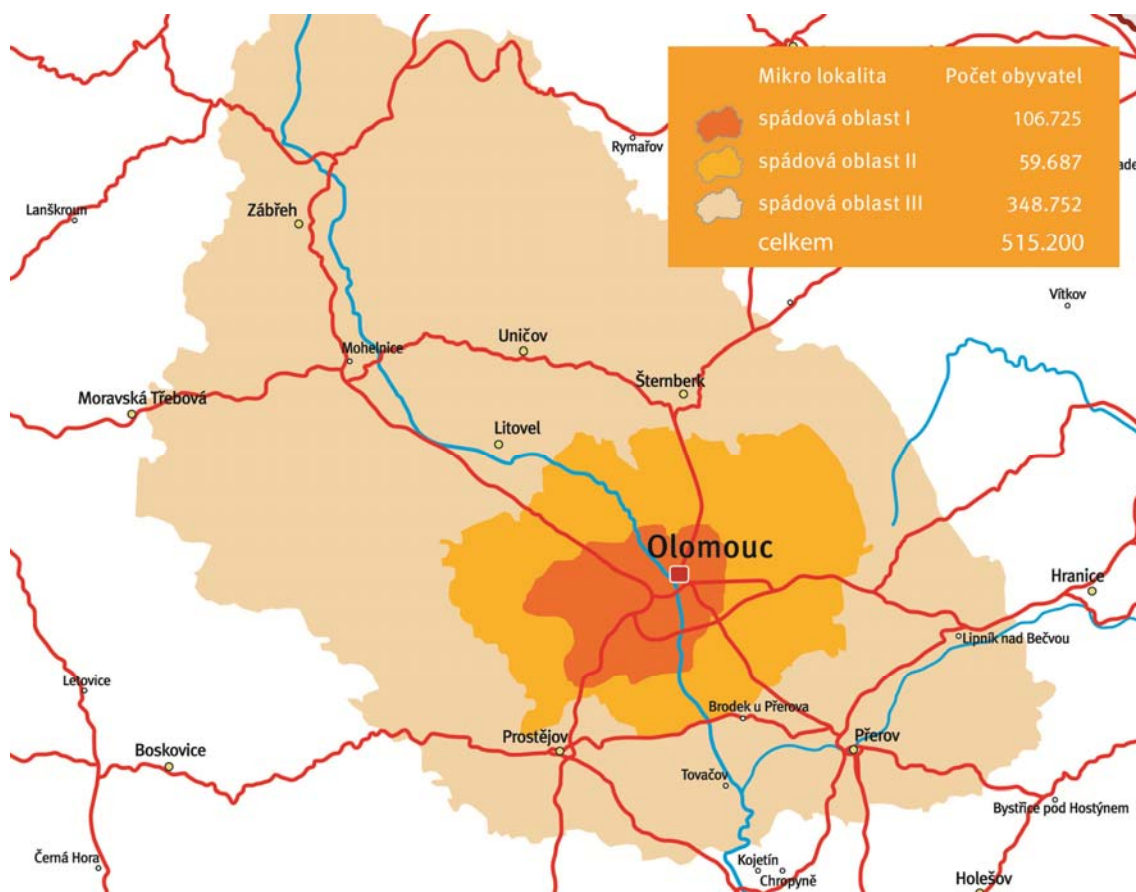 Mikro lokalita Počet obyvatel
spádová oblast I 106.725
spádová oblast II 59.687
spádová oblast III 348.752
celkem 515.200
Rymařov
Lanškroun
Zábřeh
Vítkov
Uničov
Mohelnice
Šternberk
Moravská Třebová
Litovel
Olomouc
Hranice
Lipník nad Bečvou
Letovice
Brodek u Přerova
Prostějov
Přerov
Boskovice
Tovačov
Bystřice pod Hostýnem
Černá Hora
Kojetín
Chropyně
Holešov